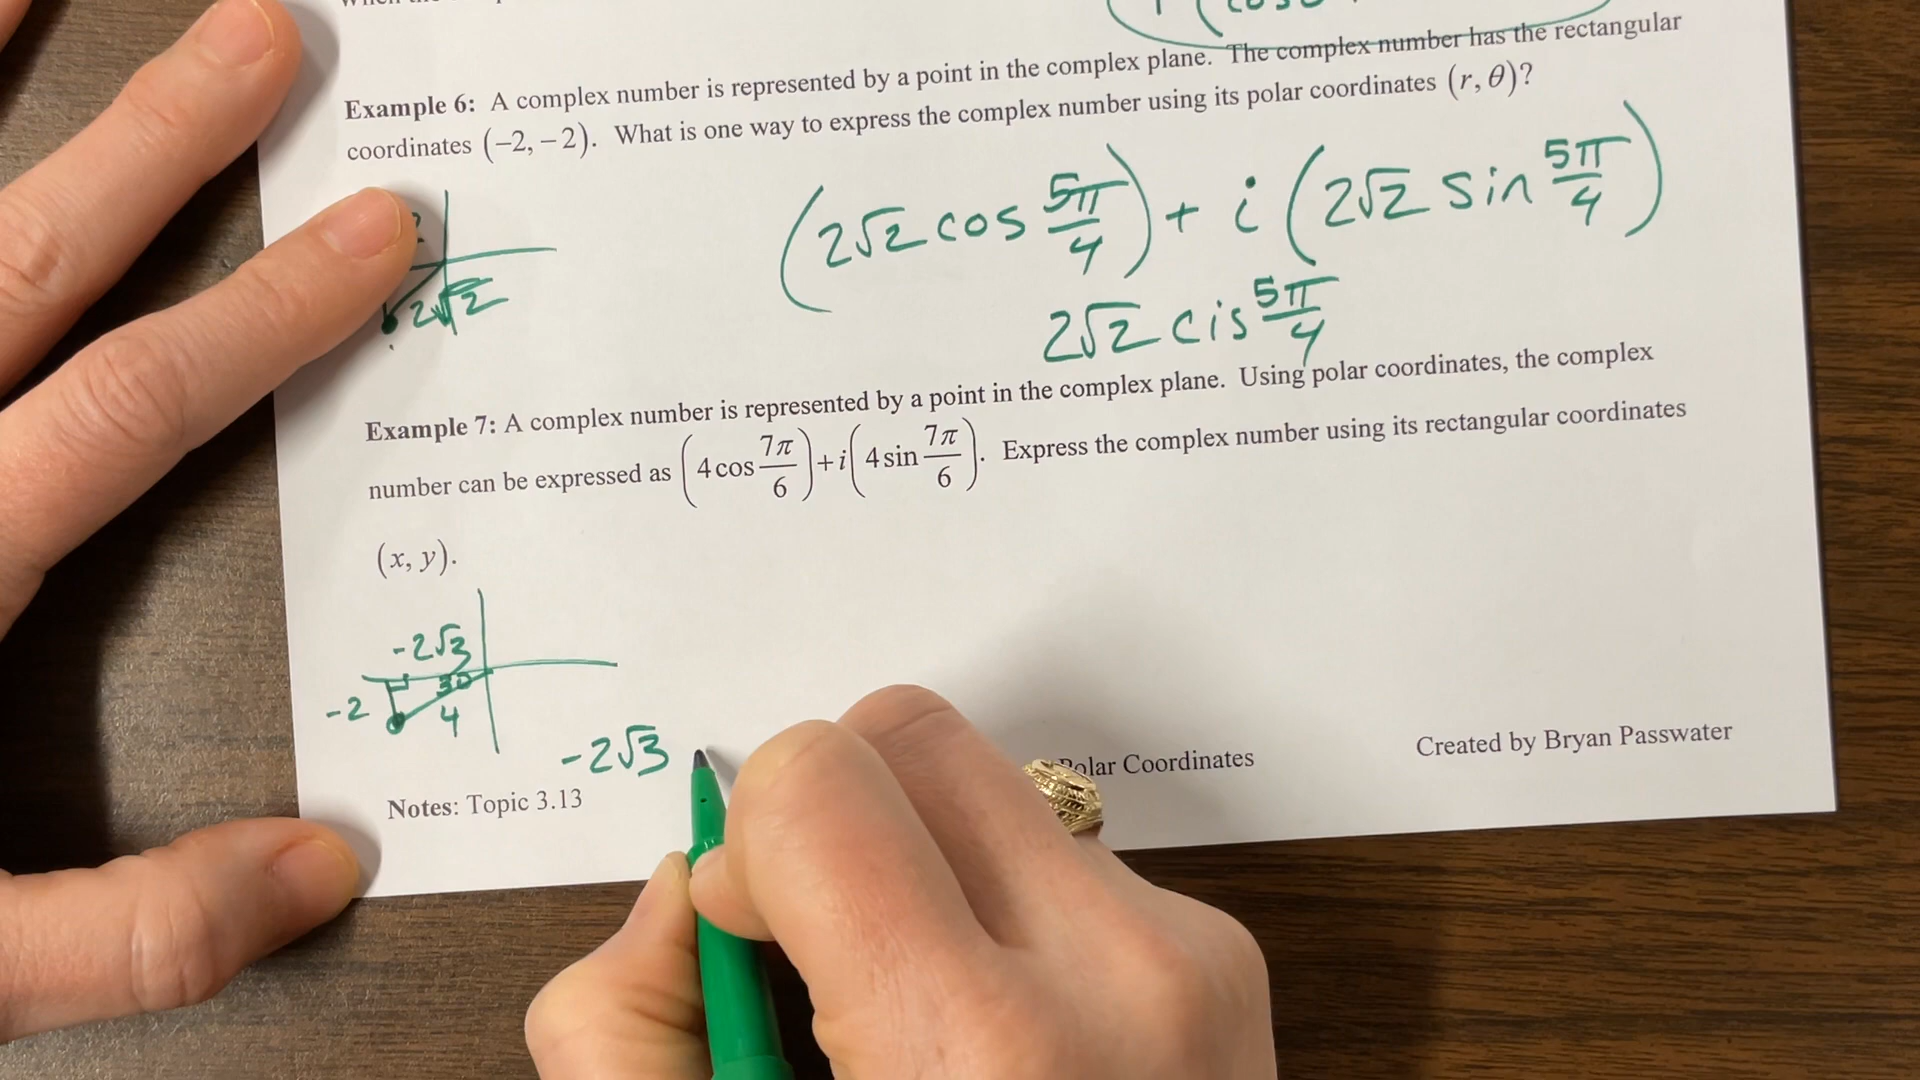 Example 6: A complex number is represented by a point in the complex plane. The complex number has the rectangular
coordinates (−2, −2). What is one way to express the complex number using its polar coordinates (r, θ)?
(2√2 cos 5π/4) + i (2√2 sin 5π/4)
2√2
2√2 cis 5π/4
Example 7: A complex number is represented by a point in the complex plane. Using polar coordinates, the complex
number can be expressed as (4cos 7π/6) + i(4sin 7π/6). Express the complex number using its rectangular coordinates
(x, y).
-2√3
30
-2
4
-2√3
Notes: Topic 3.13
Polar Coordinates
Created by Bryan Passwater